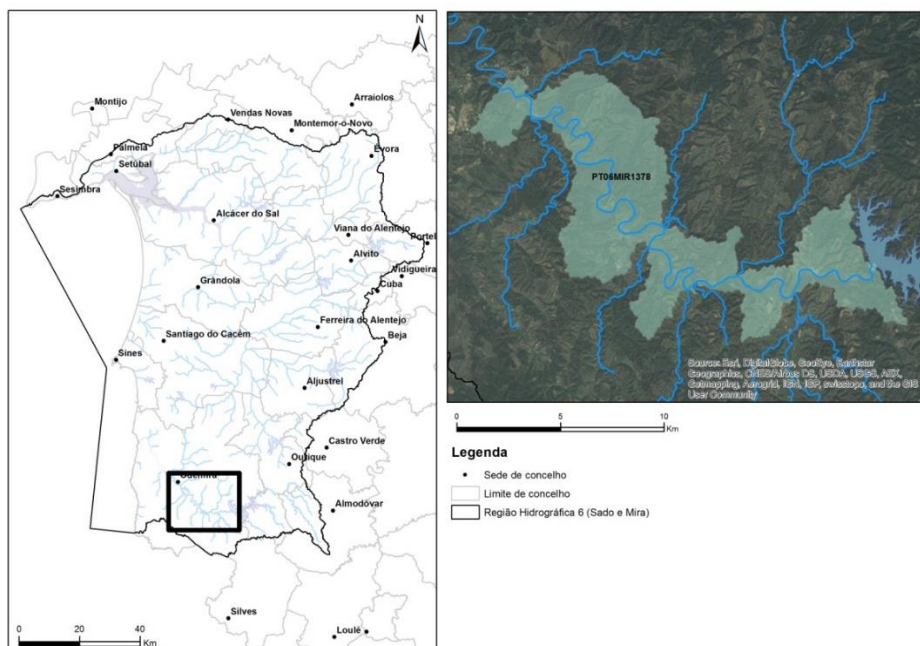 N
Montijo
Arraiolos
Vendas Novas
Montemor-o-Novo
Palmela
Évora
Setúbal
Sesimbra
Alcácer do Sal
Viana do Alentejo
Portel
Alvito
Vidigueira
Grândola
Cuba
Ferreira do Alentejo
Santiago do Cacém
Beja
Sines
Aljustrel
Castro Verde
Ourique
Odemira
Almodôvar
Silves
Loulé
0 20 40
Km
PT06MIR1378
Source: Esri, DigitalGlobe, GeoEye, Earthstar
Geographics, CNES/Airbus DS, USDA, USGS, AEX,
Getmapping, Aerogrid, IGN, IGP, swisstopo, and the GIS
User Community
0 5 10
Km
Legenda
Sede de concelho
Limite de concelho
Região Hidrográfica 6 (Sado e Mira)